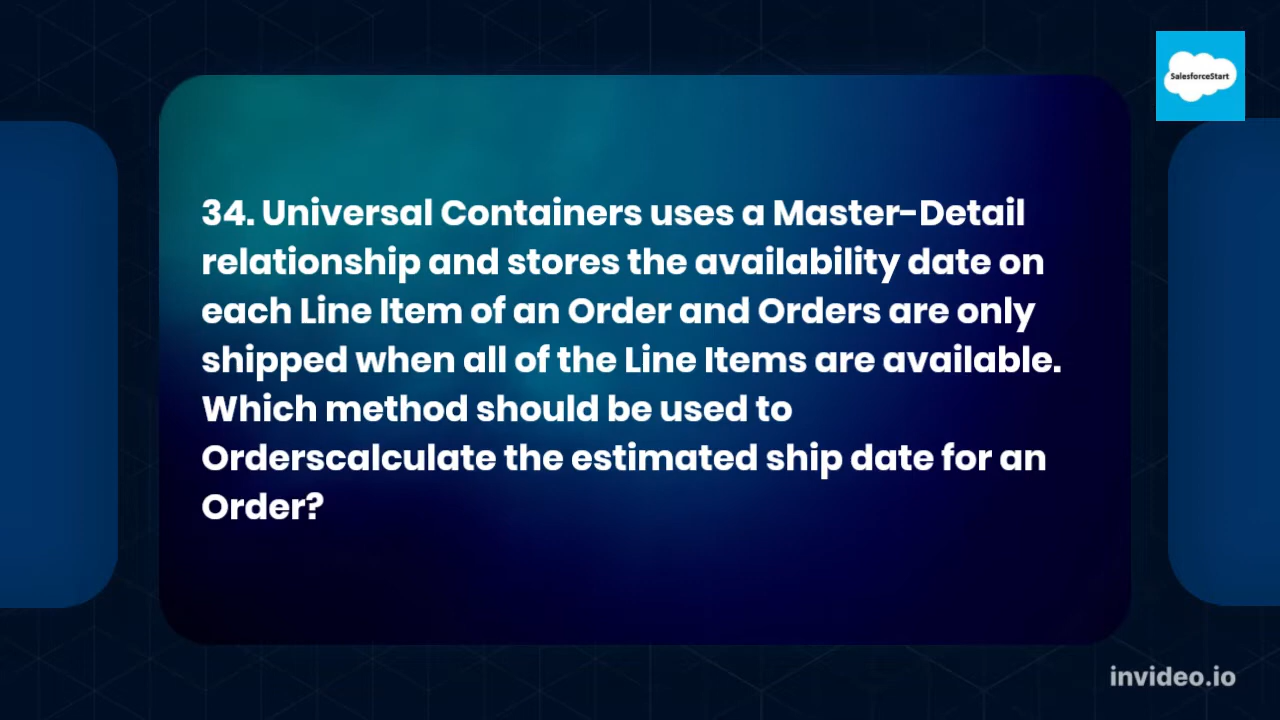 SalesforceStart
34. Universal Containers uses a Master-Detail
relationship and stores the availability date on
each Line Item of an Order and Orders are only
shipped when all of the Line Items are available.
Which method should be used to
Orderscalculate the estimated ship date for an
Order?
invideo.io